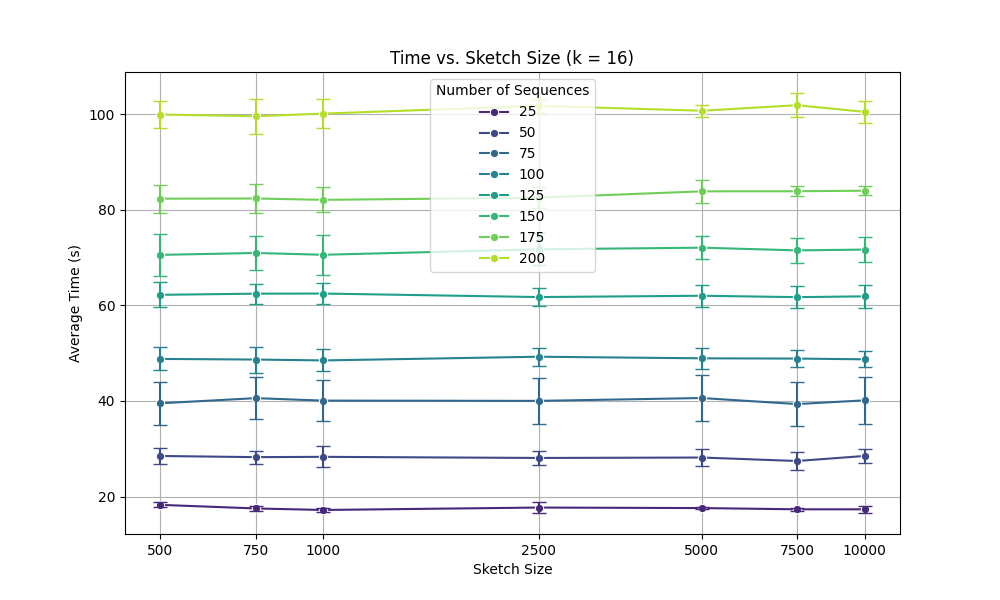 Time vs. Sketch Size (k = 16)
Number of Sequences
25
50
75
100
125
150
175
200
Average Time (s)
100
80
60
40
20
500 750 1000 2500 5000 7500 10000
Sketch Size